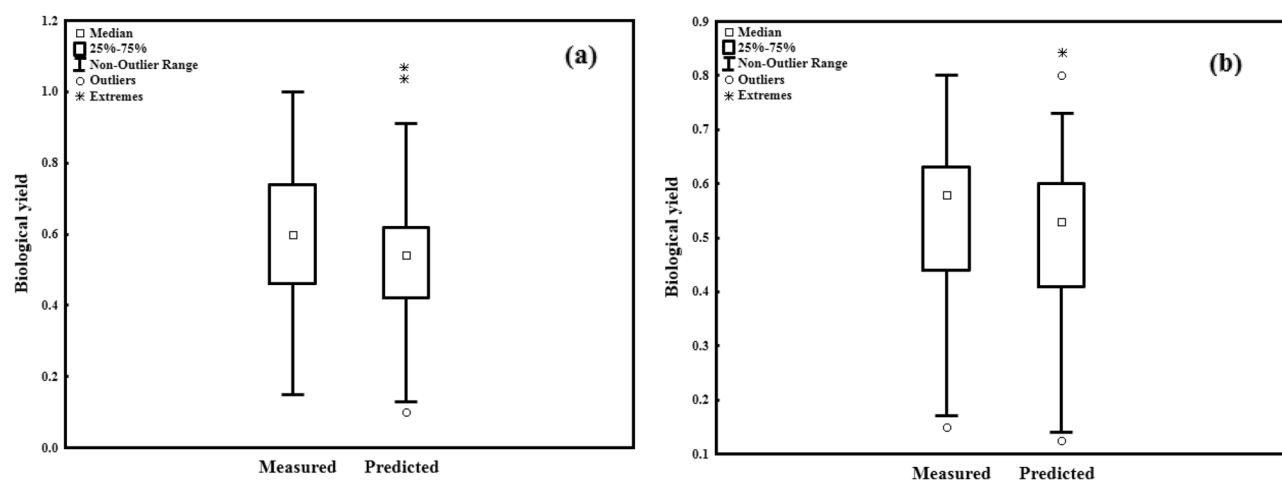 1.2
1.0
0.8
0.6
0.4
0.2
0.0
Biological yield
Median
25%-75%
Non-Outlier Range
Outliers
Extremes
(a)
Measured Predicted
0.9
0.8
0.7
0.6
0.5
0.4
0.3
0.2
0.1
Biological yield
Median
25%-75%
Non-Outlier Range
Outliers
Extremes
(b)
Measured Predicted